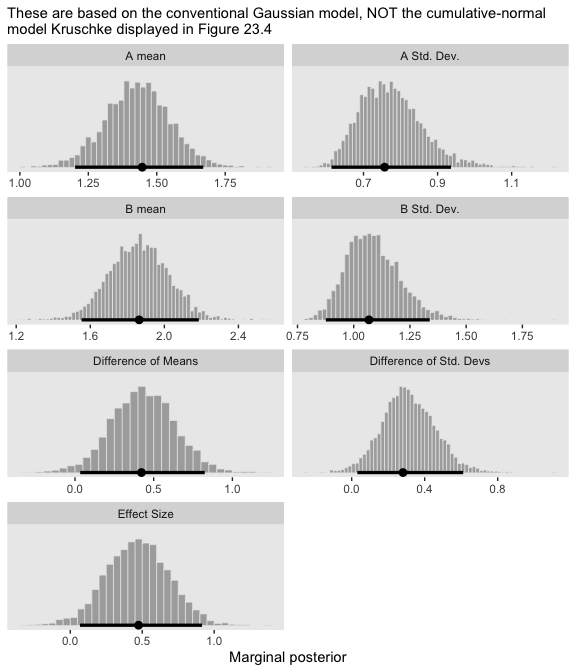 These are based on the conventional Gaussian model, NOT the cumulative-normal
model Kruschke displayed in Figure 23.4
A mean
A Std. Dev.
1.00 1.25 1.50 1.75
0.7 0.9 1.1
B mean
B Std. Dev.
1.2 1.6 2.0 2.4
0.75 1.00 1.25 1.50 1.75
Difference of Means
Difference of Std. Devs
0.0 0.5 1.0
0.0 0.4 0.8
Effect Size
0.0 0.5 1.0
Marginal posterior